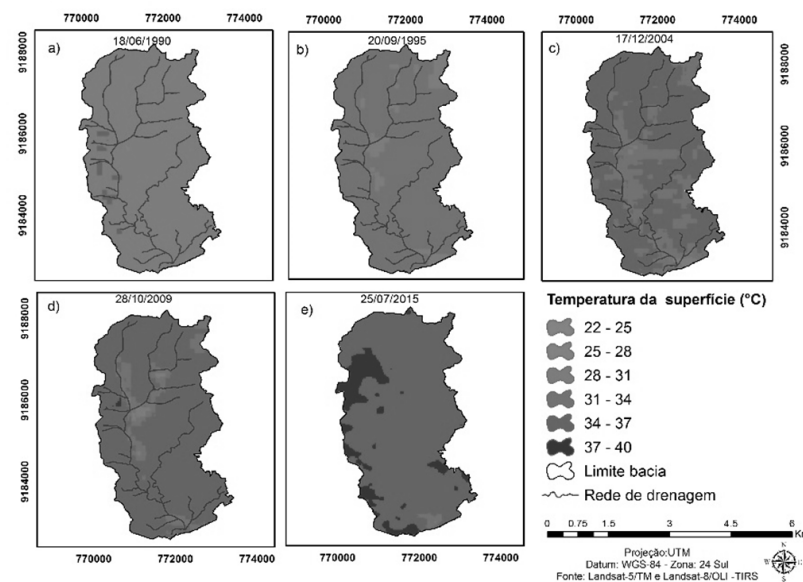 770000 772000 774000 770000 772000 774000 770000 772000 774000
a) 18/06/1990
b) 20/09/1995
c) 17/12/2004
9188000
9186000
9184000
9188000
9186000
9184000
d) 28/10/2009
e) 25/07/2015
9188000
9186000
9184000
770000 772000 774000 770000 772000 774000
Temperatura da superfície (°C)
22 - 25
25 - 28
28 - 31
31 - 34
34 - 37
37 - 40
Limite bacia
Rede de drenagem
0 0.75 1.5 3 4.5 6
Projeção:UTM
Datum: WGS-84 - Zona: 24 Sul
Fonte: Landsat-5/TM e Landsat-8/OLI -TIRS